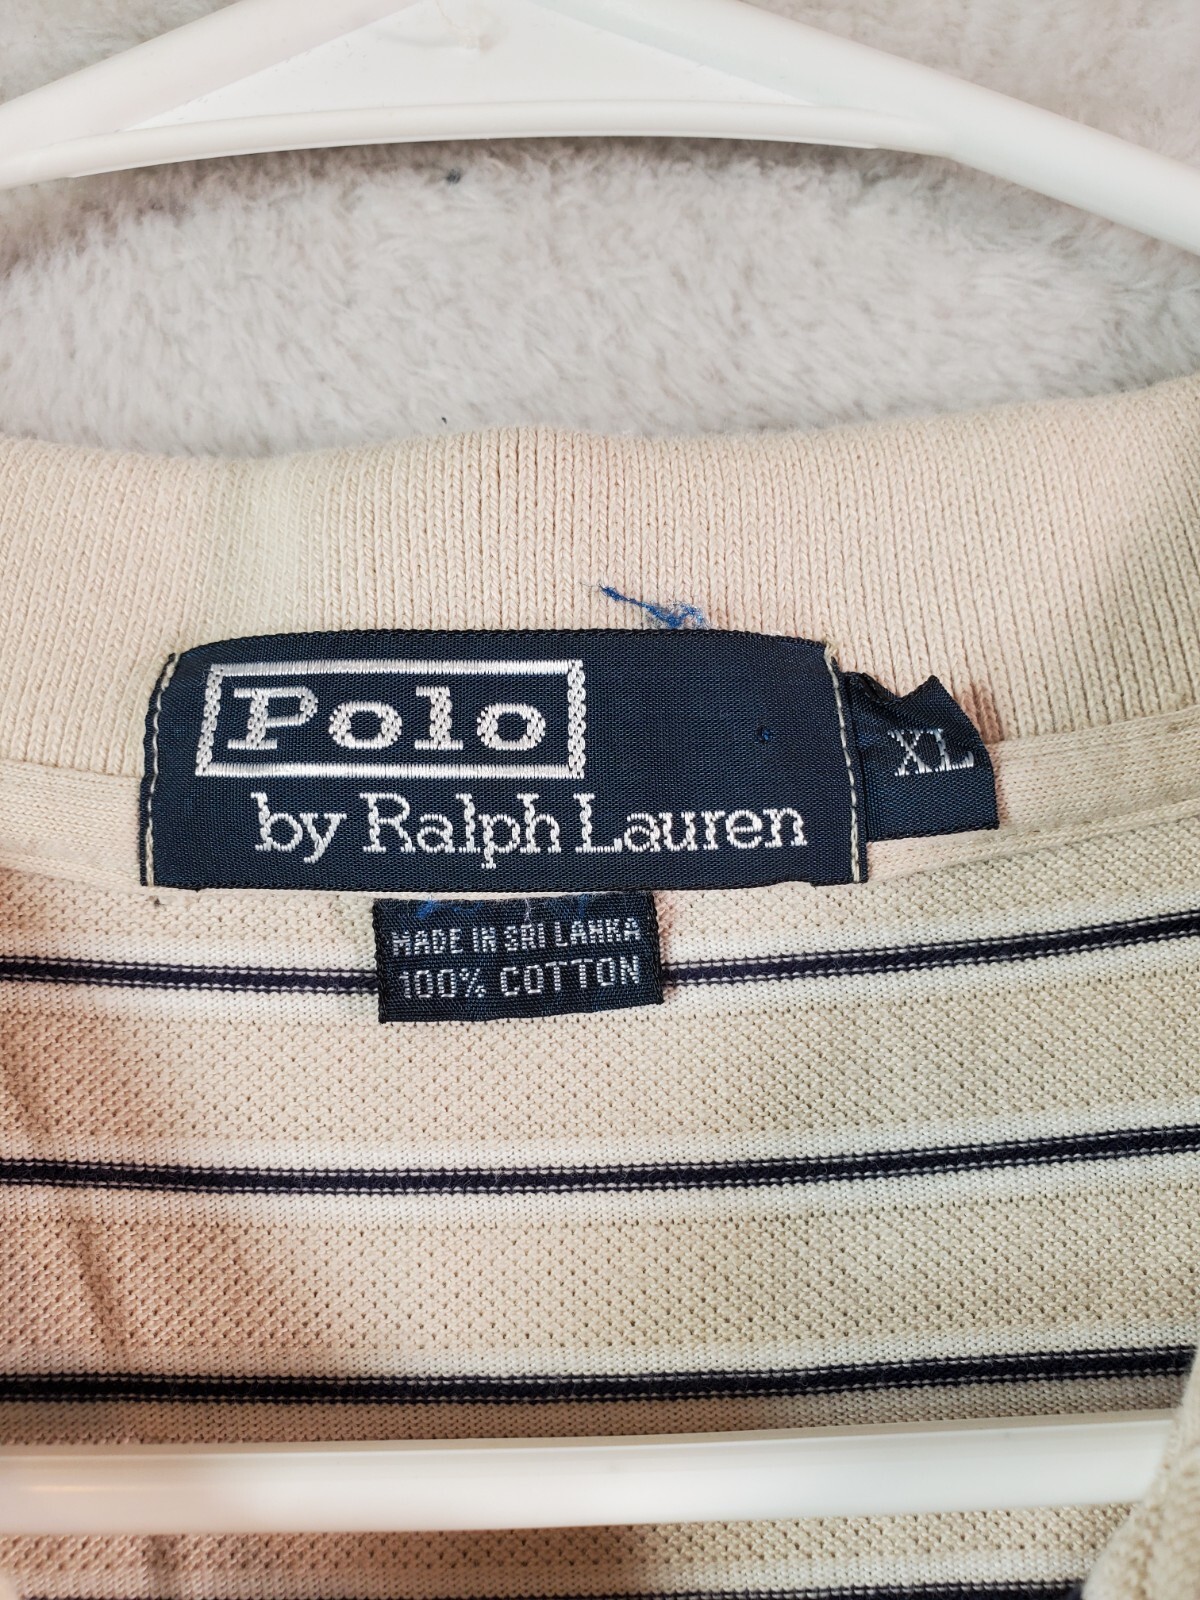 Polo
by Ralph Lauren
XL
MADE IN SRI LANKA
100% COTTON